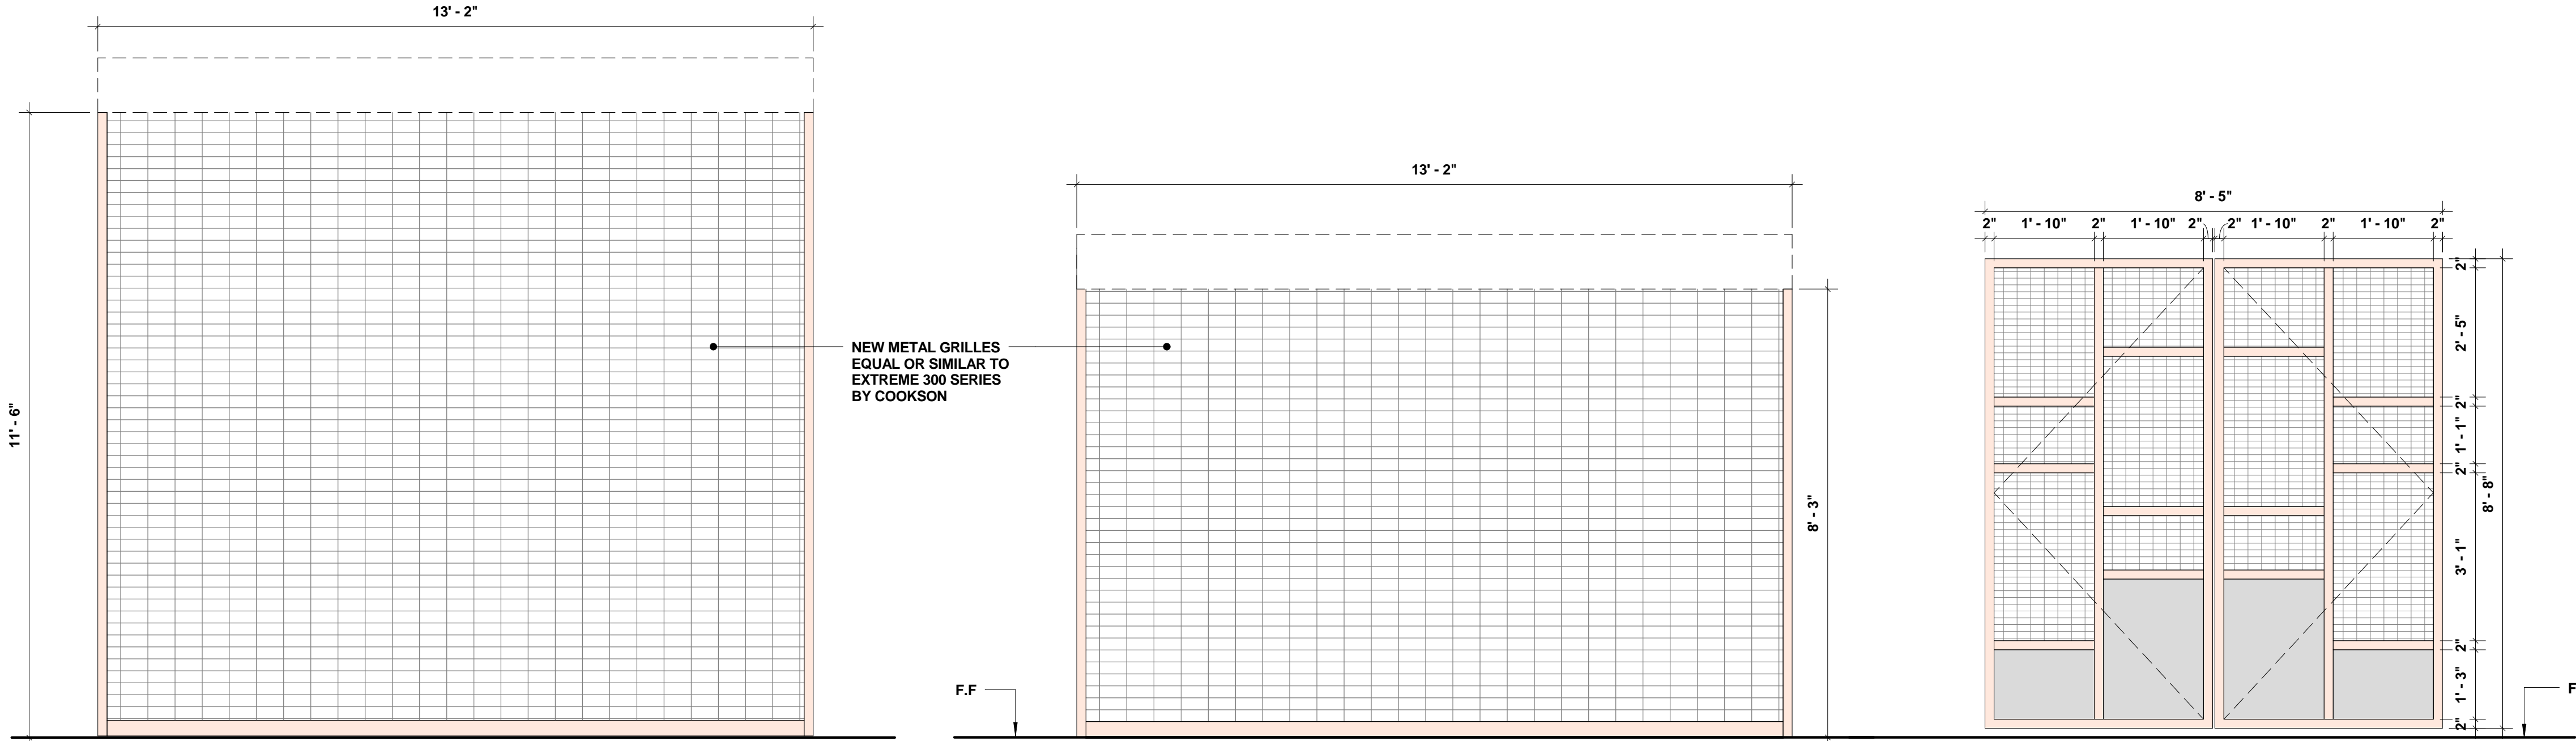 13' - 2"
11' - 6"
NEW METAL GRILLES
EQUAL OR SIMILAR TO
EXTREME 300 SERIES
BY COOKSON
13' - 2"
8' - 3"
F.F
8' - 5"
2" 1' - 10" 2" 1' - 10" 2" 2" 1' - 10" 2" 1' - 10" 2"
2"
2' - 5"
2"
1' - 1"
2"
3' - 1"
2"
1' - 3"
2"
8' - 8"
F